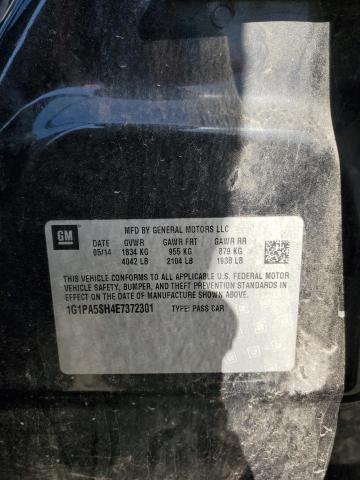 GM
MFD BY GENERAL MOTORS LLC
DATE GVWR GAWR FRT GAWR RR
05/14 1834 KG 955 KG 879 KG
4042 LB 2104 LB 1938 LB
THIS VEHICLE CONFORMS TO ALL APPLICABLE U.S. FEDERAL MOTOR
VEHICLE SAFETY, BUMPER, AND THEFT PREVENTION STANDARDS IN
EFFECT ON THE DATE OF MANUFACTURE SHOWN ABOVE.
1G1PA5SH4E7372301 TYPE: PASS CAR